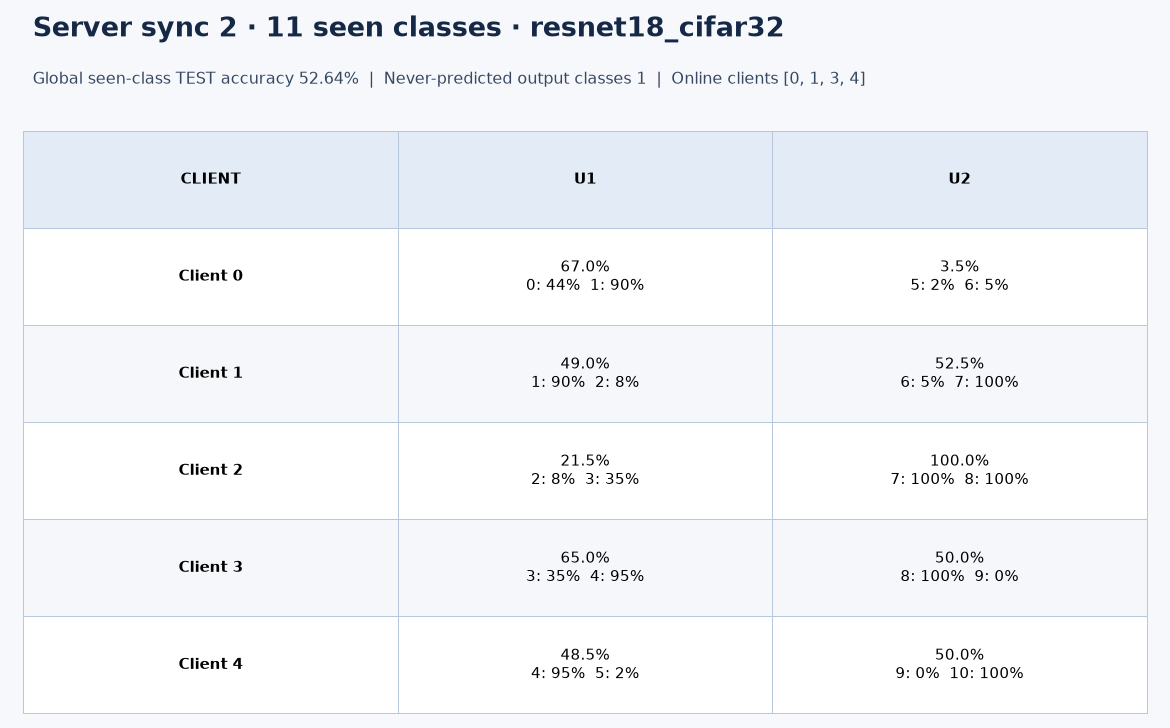 Server sync 2 · 11 seen classes · resnet18_cifar32
Global seen-class TEST accuracy 52.64%  |  Never-predicted output classes 1  |  Online clients [0, 1, 3, 4]
CLIENT U1 U2
Client 0
67.0%
0: 44%  1: 90%
3.5%
5: 2%  6: 5%
Client 1
49.0%
1: 90%  2: 8%
52.5%
6: 5%  7: 100%
Client 2
21.5%
2: 8%  3: 35%
100.0%
7: 100%  8: 100%
Client 3
65.0%
3: 35%  4: 95%
50.0%
8: 100%  9: 0%
Client 4
48.5%
4: 95%  5: 2%
50.0%
9: 0%  10: 100%